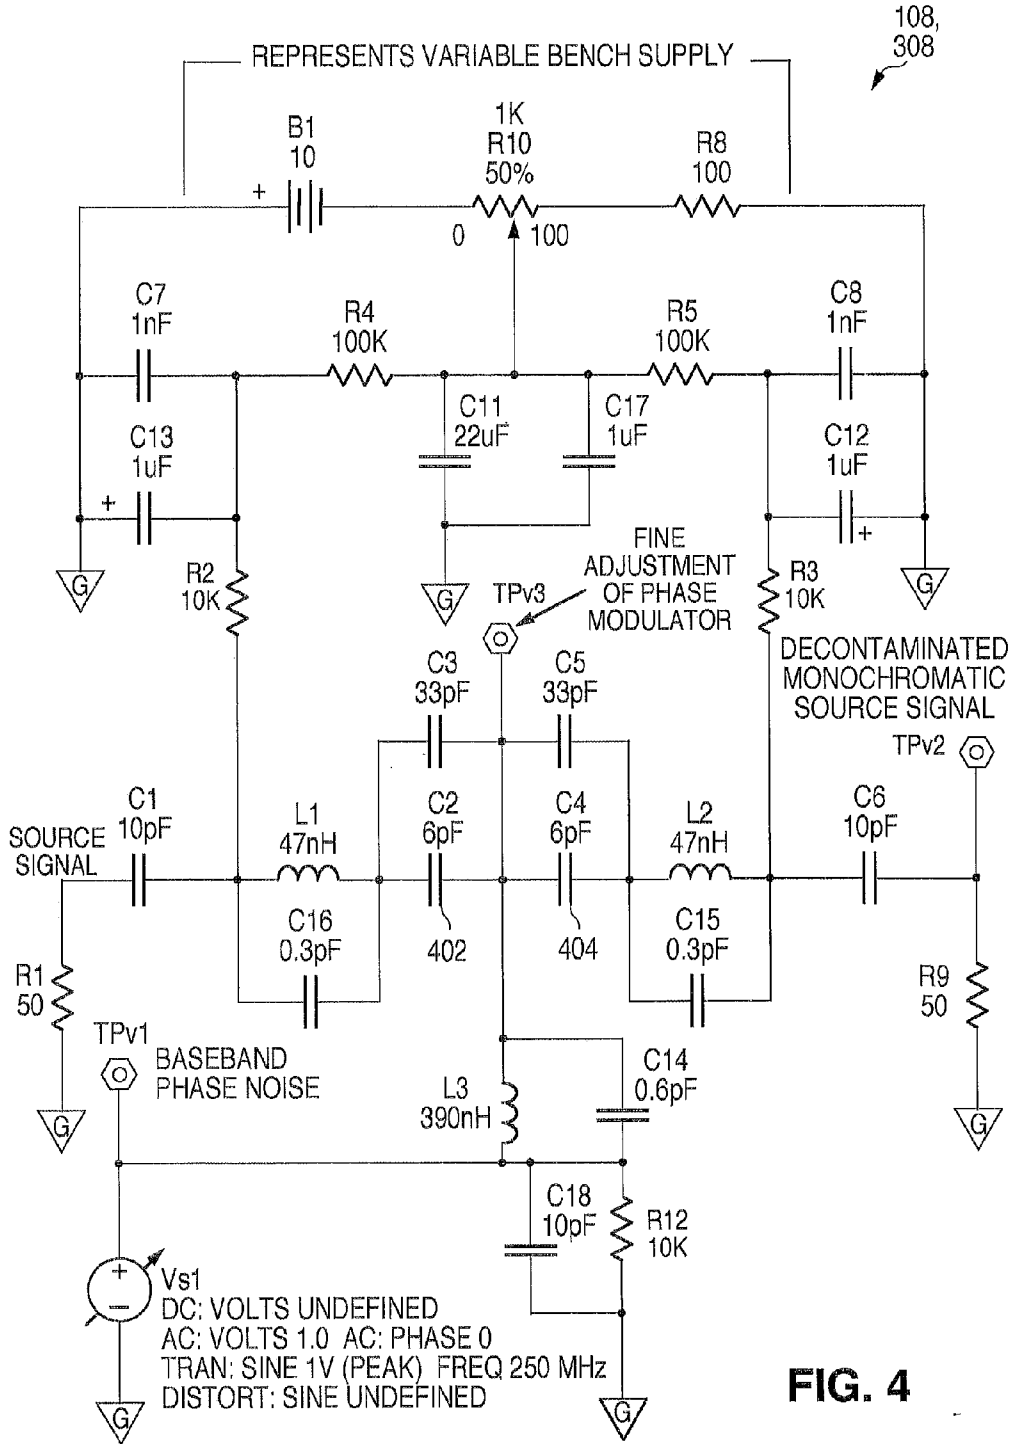 108,
308
REPRESENTS VARIABLE BENCH SUPPLY
B1
10
+
1K
R10
50%
0
100
R8
100
C7
1nF
R4
100K
R5
100K
C8
1nF
C13
1uF
+
C11
22uF
C17
1uF
C12
1uF
+
G
G
G
R2
10K
TPv3
FINE
ADJUSTMENT
OF PHASE
MODULATOR
R3
10K
C3
33pF
C5
33pF
DECONTAMINATED
MONOCHROMATIC
SOURCE SIGNAL
TPv2
SOURCE
SIGNAL
C1
10pF
L1
47nH
C2
6pF
C4
6pF
L2
47nH
C6
10pF
C16
0.3pF
402
404
C15
0.3pF
R1
50
R9
50
G
G
TPv1
BASEBAND
PHASE NOISE
L3
390nH
C14
0.6pF
C18
10pF
R12
10K
+
–
Vs1
DC: VOLTS UNDEFINED
AC: VOLTS 1.0 AC: PHASE 0
TRAN: SINE 1V (PEAK) FREQ 250 MHz
DISTORT: SINE UNDEFINED
G
G
FIG. 4